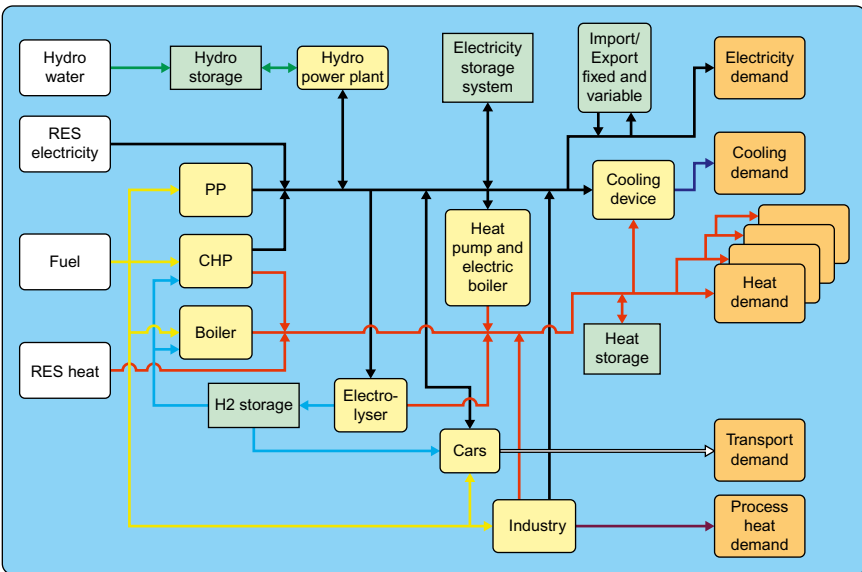 Hydro
water
Hydro
storage
Hydro
power plant
Electricity
storage
system
Import/
Export
fixed and
variable
Electricity
demand
RES
electricity
PP
Cooling
device
Cooling
demand
Fuel
CHP
Heat
pump and
electric
boiler
Heat
demand
Boiler
Heat
storage
RES heat
H2 storage
Electro-
lyser
Cars
Transport
demand
Industry
Process
heat
demand